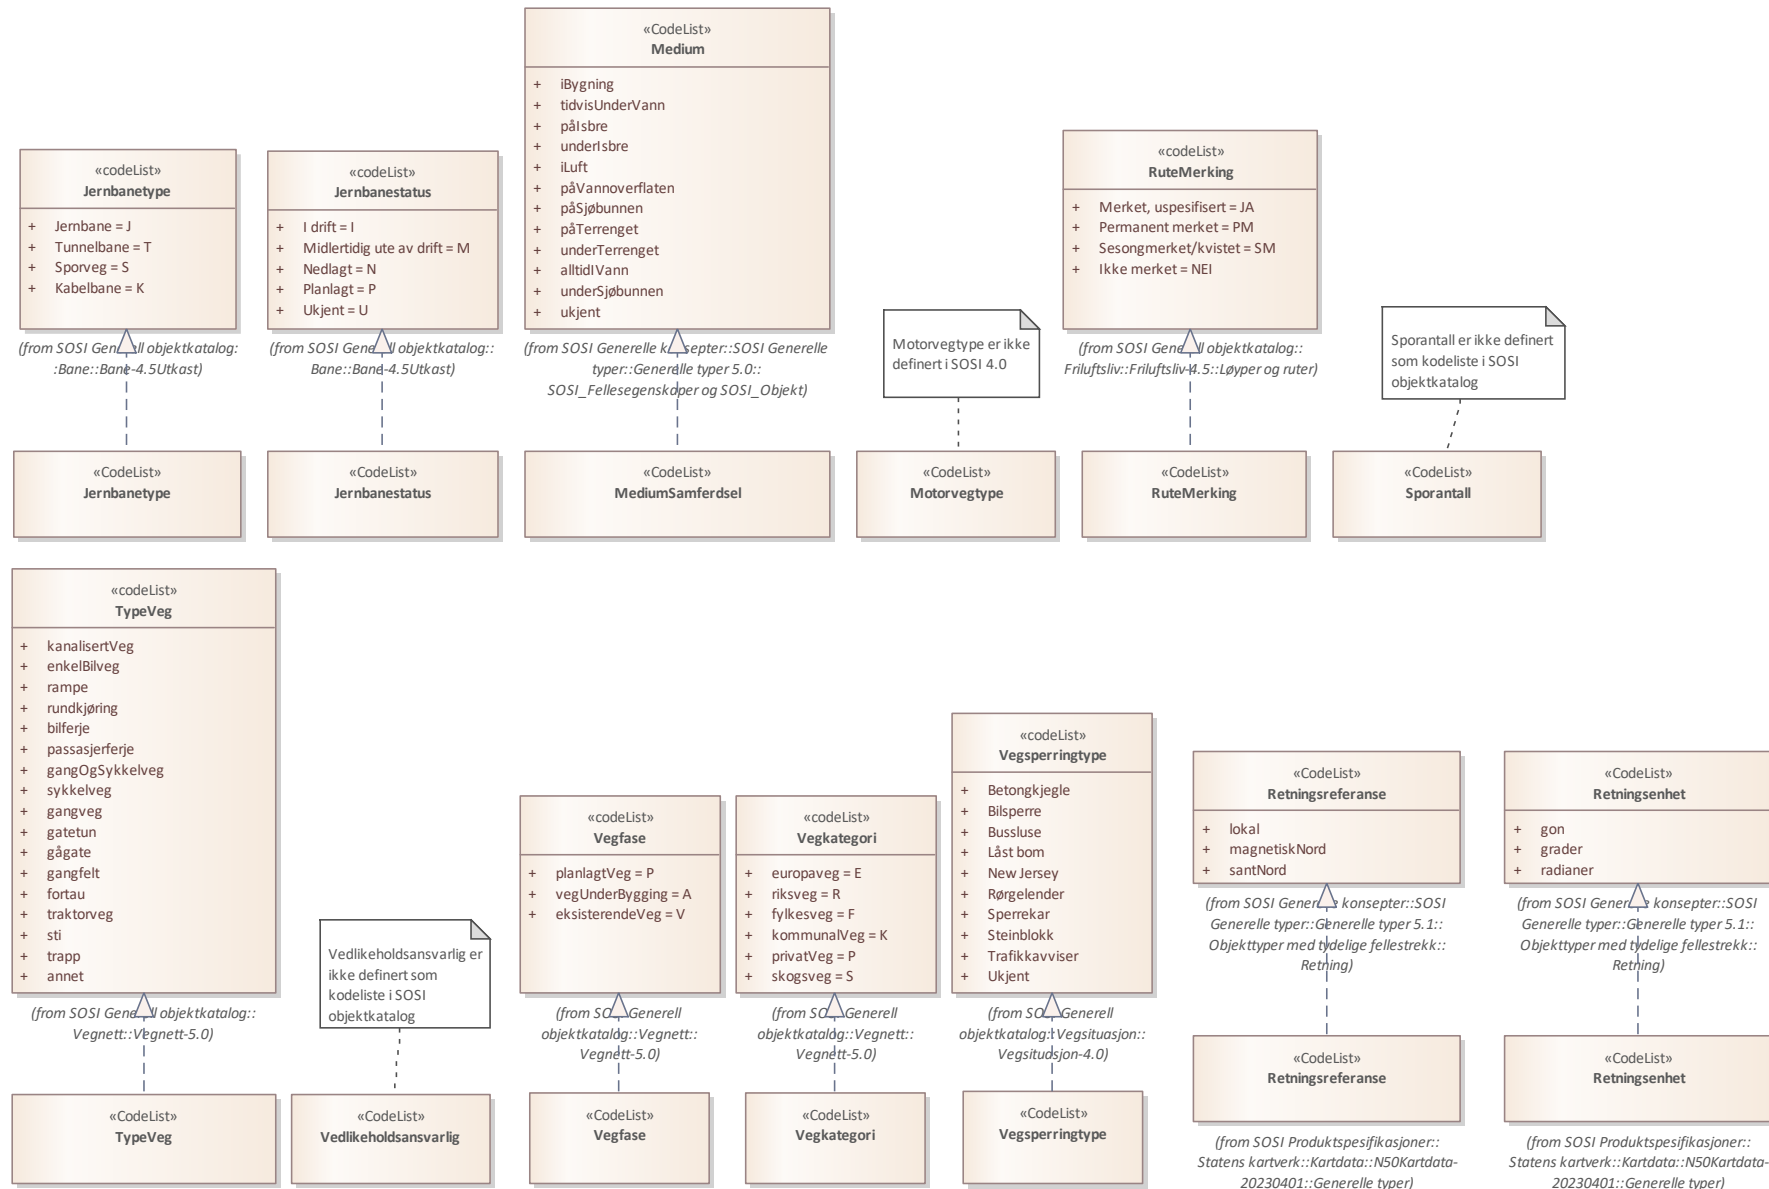 «codeList»
Jernbanetype
+ Jernbane = J
+ Tunnelbane = T
+ Sporveg = S
+ Kabelbane = K
(from SOSI Generell objektkatalog:
:Bane::Bane-4.5Utkast)
«CodeList»
Jernbanetype
«codeList»
Jernbanestatus
+ I drift = I
+ Midlertidig ute av drift = M
+ Nedlagt = N
+ Planlagt = P
+ Ukjent = U
(from SOSI Generell objektkatalog::
Bane::Bane-4.5Utkast)
«CodeList»
Jernbanestatus
«CodeList»
Medium
+ iBygning
+ tidvisUnderVann
+ påIsbre
+ underIsbre
+ iLuft
+ påVannoverflaten
+ påSjøbunnen
+ påTerrenget
+ underTerrenget
+ alltidIVann
+ underSjøbunnen
+ ukjent
(from SOSI Generelle konsepter::SOSI Generelle
typer::Generelle typer 5.0::
SOSI_Fellesegenskaper og SOSI_Objekt)
«CodeList»
MediumSamferdsel
Motorvegtype er ikke
definert i SOSI 4.0
«CodeList»
Motorvegtype
«codeList»
RuteMerking
+ Merket, uspesifisert = JA
+ Permanent merket = PM
+ Sesongmerket/kvistet = SM
+ Ikke merket = NEI
(from SOSI Generell objektkatalog::
Friluftsliv::Friluftsliv-4.5::Løyper og ruter)
«CodeList»
RuteMerking
Sporantall er ikke definert
som kodeliste i SOSI
objektkatalog
«CodeList»
Sporantall
«codeList»
TypeVeg
+ kanalisertVeg
+ enkelBilveg
+ rampe
+ rundkjøring
+ bilferje
+ passasjerferje
+ gangOgSykkelveg
+ sykkelveg
+ gangveg
+ gatetun
+ gågate
+ gangfelt
+ fortau
+ traktorveg
+ sti
+ trapp
+ annet
(from SOSI Generell objektkatalog::
Vegnett::Vegnett-5.0)
«CodeList»
TypeVeg
Vedlikeholdsansvarlig er
ikke definert som
kodeliste i SOSI
objektkatalog
«CodeList»
Vedlikeholdsansvarlig
«codeList»
Vegfase
+ planlagtVeg = P
+ vegUnderBygging = A
+ eksisterendeVeg = V
(from SOSI Generell
objektkatalog::Vegnett::
Vegnett-5.0)
«CodeList»
Vegfase
«codeList»
Vegkategori
+ europaveg = E
+ riksveg = R
+ fylkesveg = F
+ kommunalVeg = K
+ privatVeg = P
+ skogsveg = S
(from SOSI Generell
objektkatalog::Vegnett::
Vegnett-5.0)
«CodeList»
Vegkategori
«codeList»
Vegsperringtype
+ Betongkjegle
+ Bilsperre
+ Bussluse
+ Låst bom
+ New Jersey
+ Rørgelender
+ Sperrekar
+ Steinblokk
+ Trafikkavviser
+ Ukjent
(from SOSI Generell
objektkatalog::Vegsituasjon::
Vegsituasjon-4.0)
«CodeList»
Vegsperringtype
«CodeList»
Retningsreferanse
+ lokal
+ magnetiskNord
+ santNord
(from SOSI Generelle konsepter::SOSI
Generelle typer::Generelle typer 5.1::
Objekttyper med tydelige fellestrekk::
Retning)
«CodeList»
Retningsreferanse
(from SOSI Produktspesifikasjoner::
Statens kartverk::Kartdata::N50Kartdata-
20230401::Generelle typer)
«CodeList»
Retningsenhet
+ gon
+ grader
+ radianer
(from SOSI Generelle konsepter::SOSI
Generelle typer::Generelle typer 5.1::
Objekttyper med tydelige fellestrekk::
Retning)
«CodeList»
Retningsenhet
(from SOSI Produktspesifikasjoner::
Statens kartverk::Kartdata::N50Kartdata-
20230401::Generelle typer)